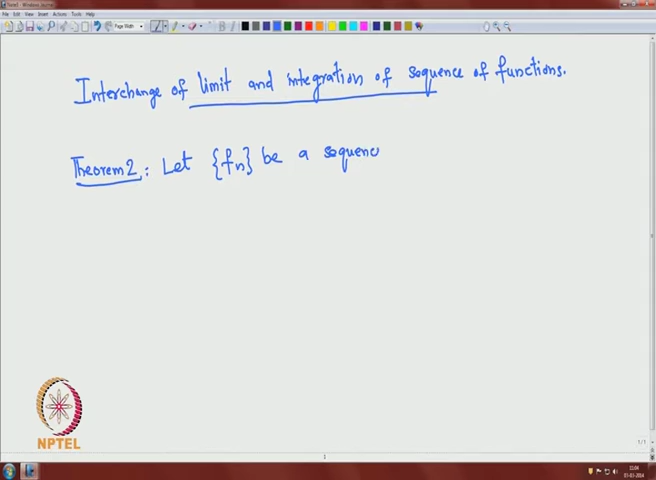 Interchange of limit and integration of sequence of functions.
Theorem 2: Let {fn} be a sequenc
NPTEL